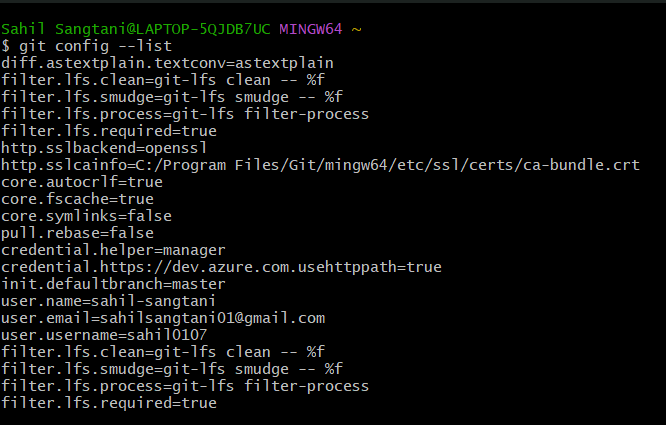 Sahil Sangtani@LAPTOP-5QJDB7UC MINGW64 ~
$ git config --list
diff.astextplain.textconv=astextplain
filter.lfs.clean=git-lfs clean -- %f
filter.lfs.smudge=git-lfs smudge -- %f
filter.lfs.process=git-lfs filter-process
filter.lfs.required=true
http.sslbackend=openssl
http.sslcainfo=C:/Program Files/Git/mingw64/etc/ssl/certs/ca-bundle.crt
core.autocrlf=true
core.fscache=true
core.symlinks=false
pull.rebase=false
credential.helper=manager
credential.https://dev.azure.com.usehttppath=true
init.defaultbranch=master
user.name=sahil-sangtani
user.email=sahilsangtani01@gmail.com
user.username=sahil0107
filter.lfs.clean=git-lfs clean -- %f
filter.lfs.smudge=git-lfs smudge -- %f
filter.lfs.process=git-lfs filter-process
filter.lfs.required=true